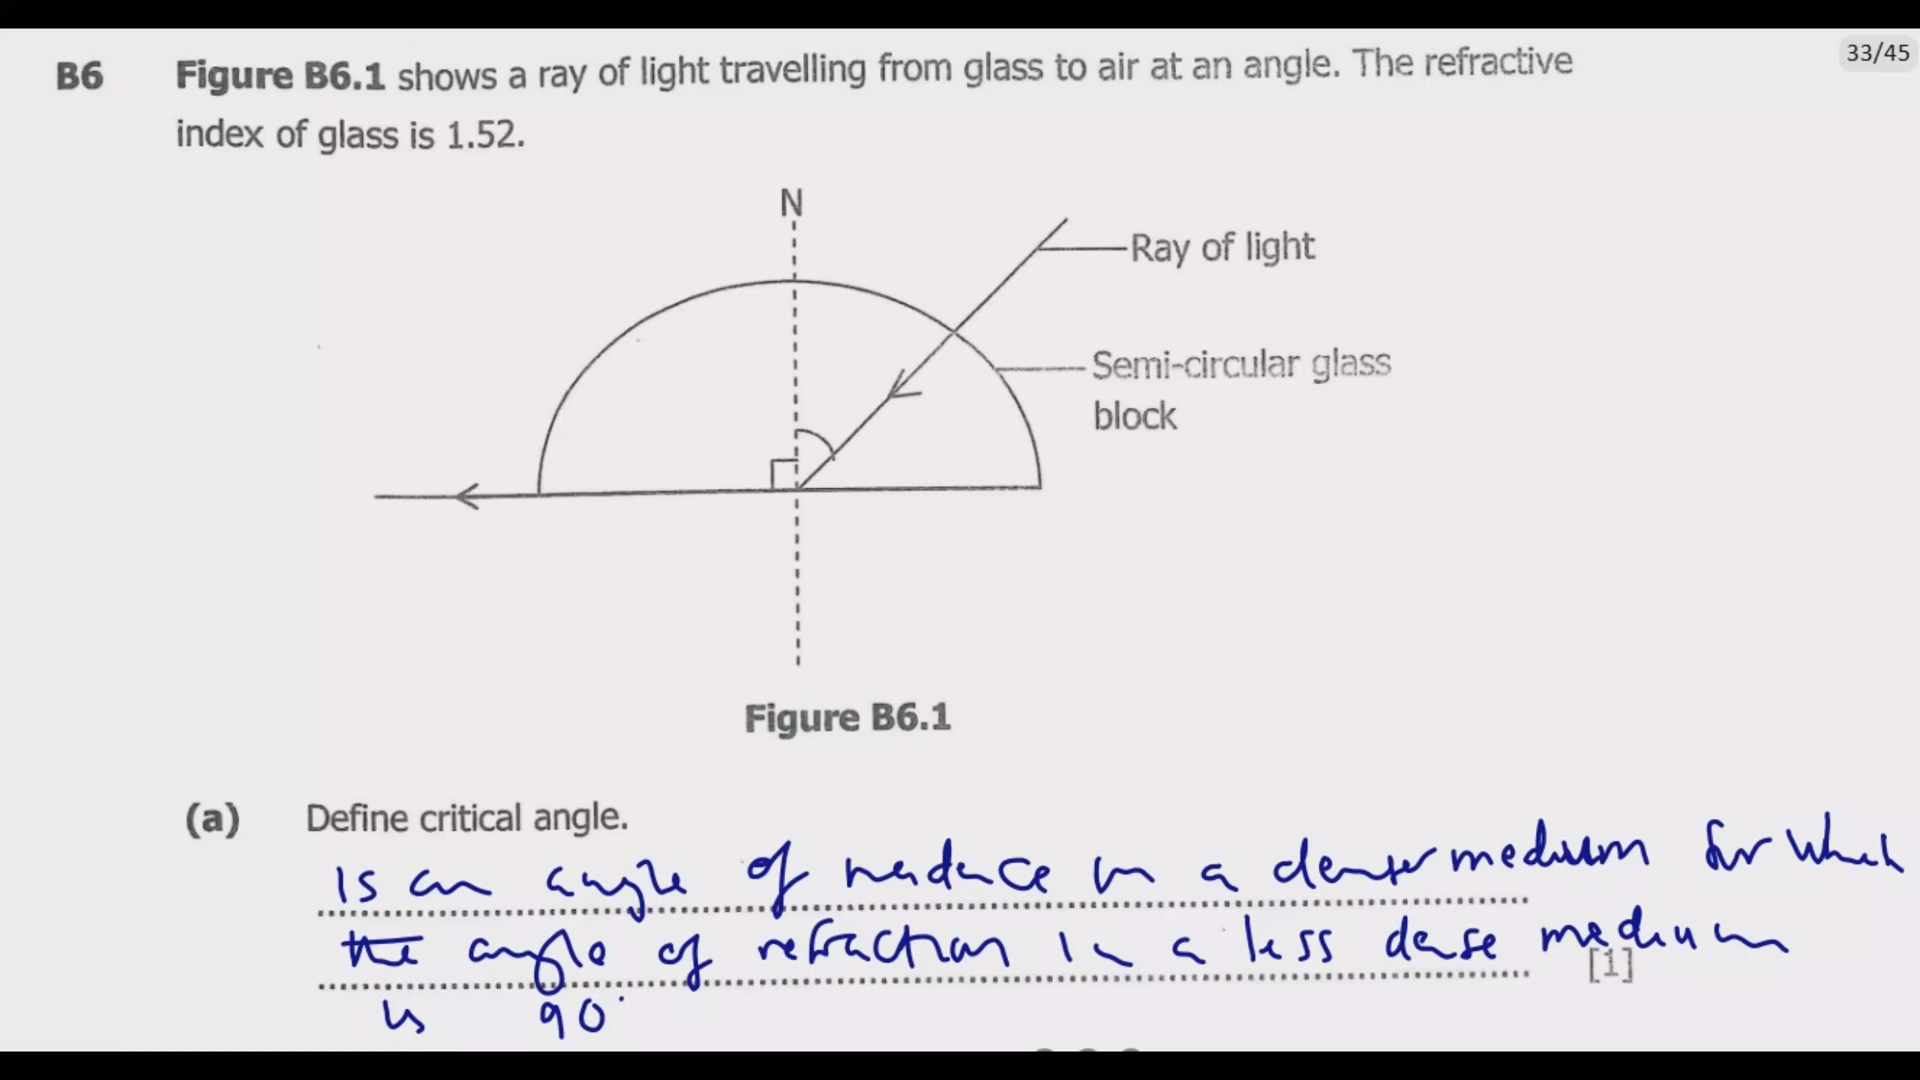 33/45
B6 Figure B6.1 shows a ray of light travelling from glass to air at an angle. The refractive
index of glass is 1.52.
N
Ray of light
Semi-circular glass
block
Figure B6.1
(a) Define critical angle.
is an angle of incidence in a denser medium for which
the angle of refraction in a less dense medium
[1]
is 90°